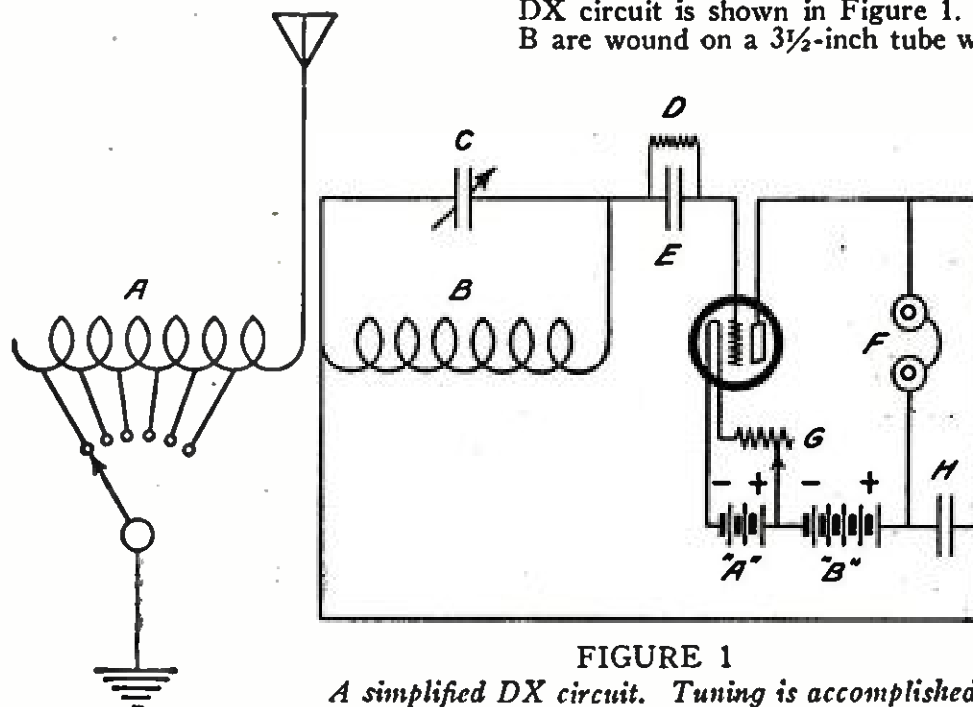 DX circuit is shown in Figure 1.
B are wound on a 3½-inch tube w
D
C
E
A
B
F
G
H
- + - +
"A" "B"
FIGURE 1
A simplified DX circuit. Tuning is accomplished